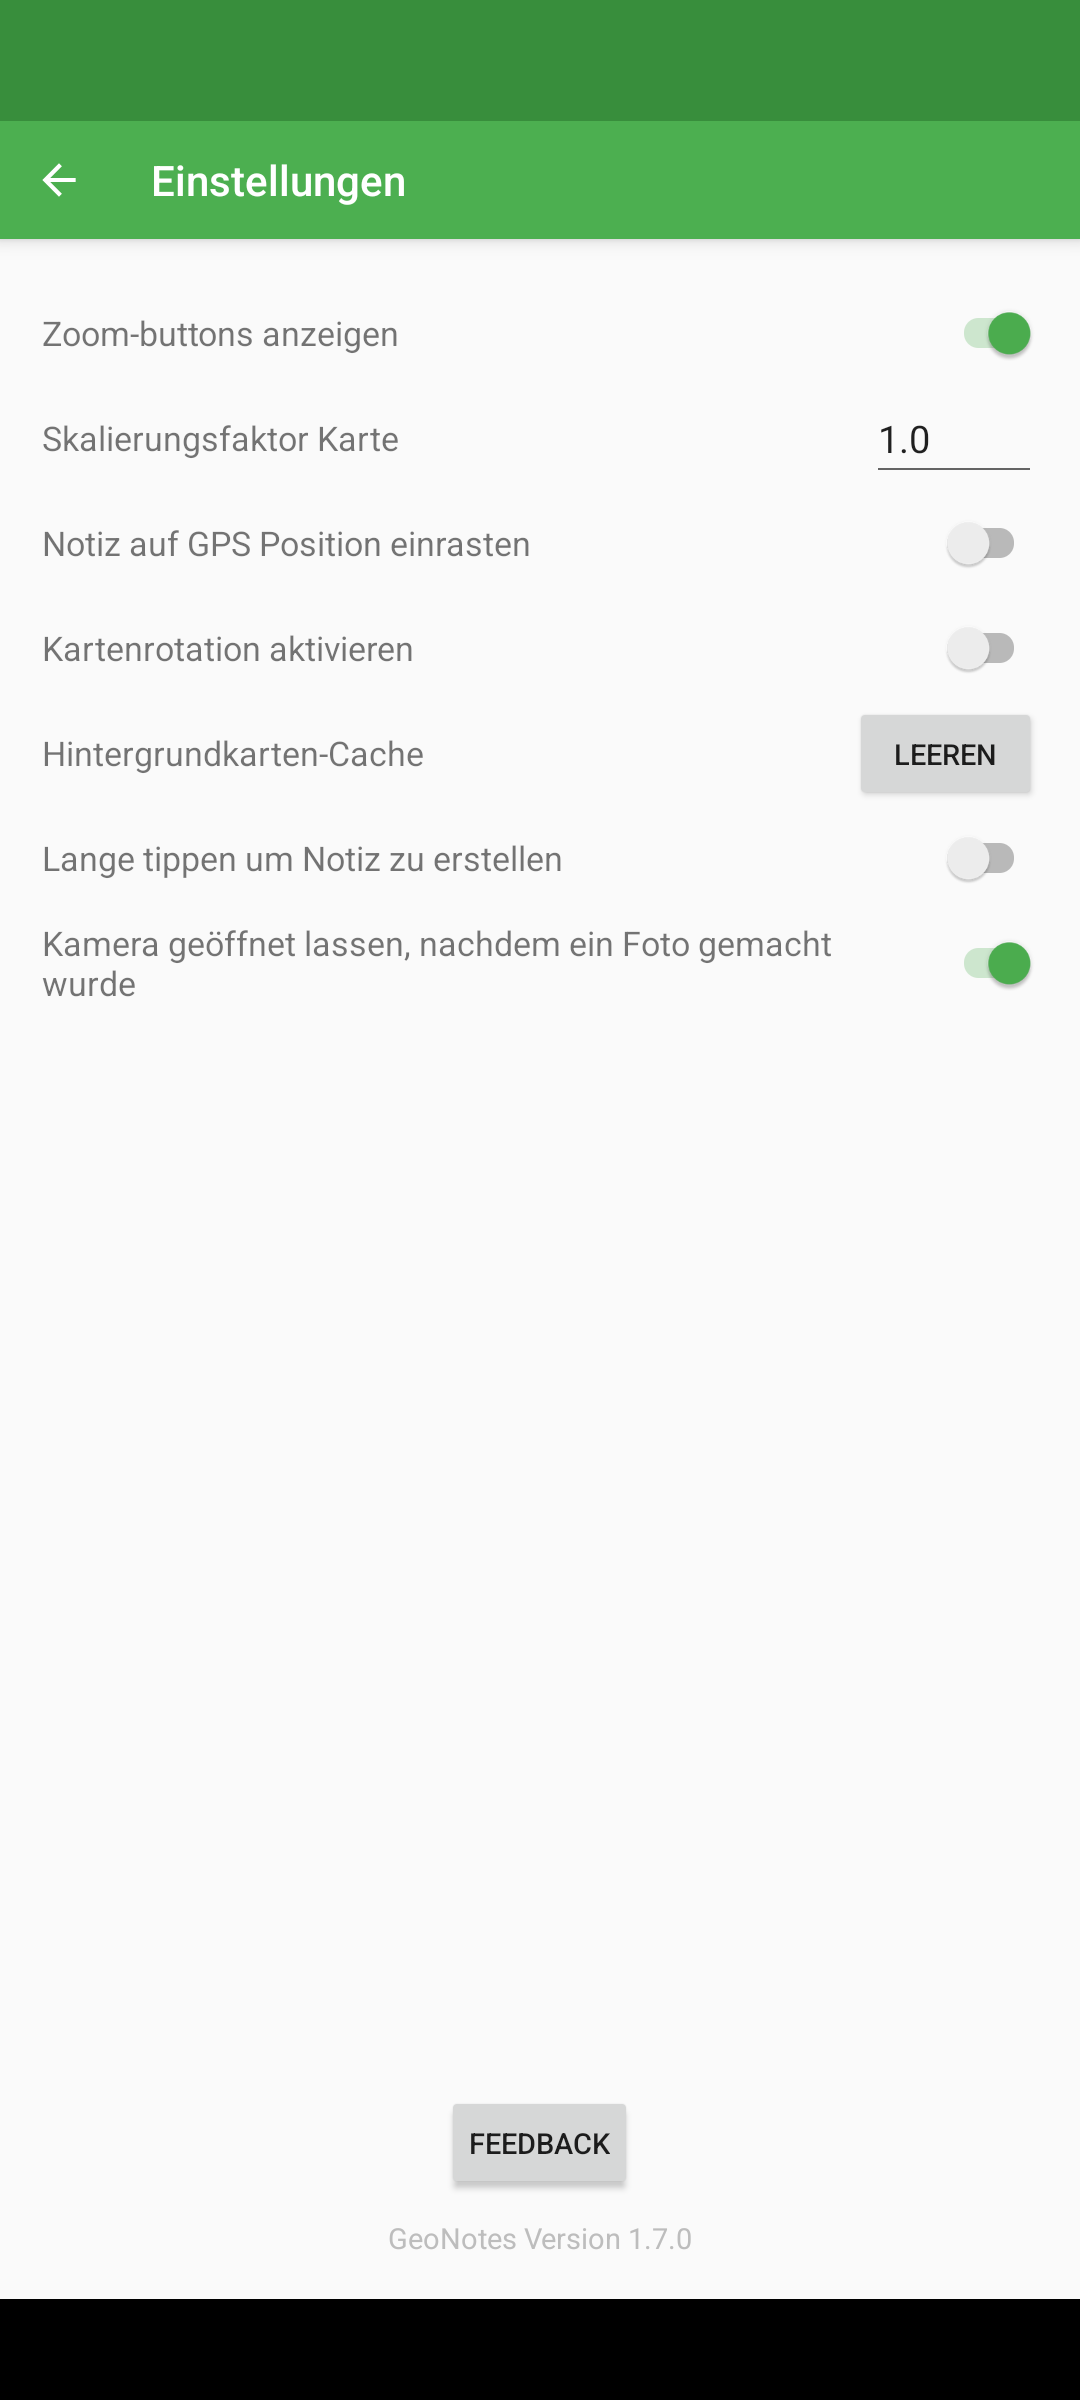 Einstellungen
Zoom-buttons anzeigen
Skalierungsfaktor Karte
1.0
Notiz auf GPS Position einrasten
Kartenrotation aktivieren
Hintergrundkarten-Cache
LEEREN
Lange tippen um Notiz zu erstellen
Kamera geöffnet lassen, nachdem ein Foto gemacht
wurde
FEEDBACK
GeoNotes Version 1.7.0